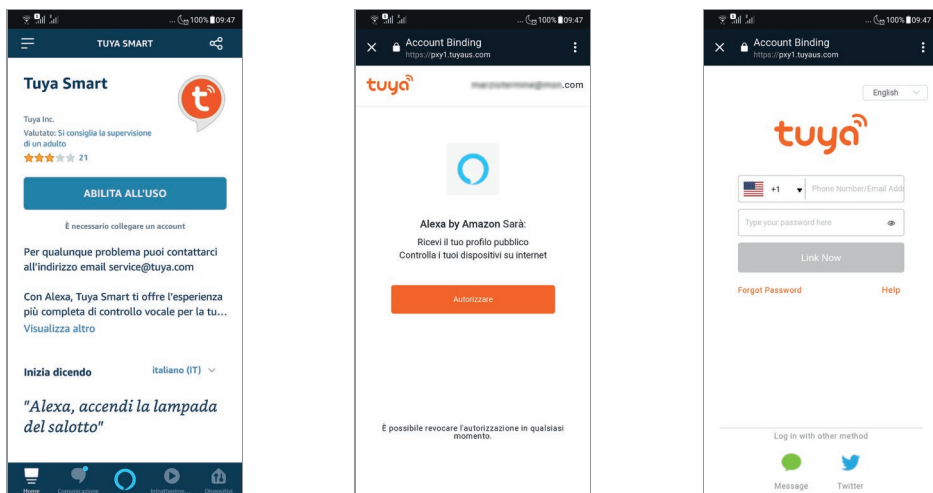 ... 100% 09:47
TUYA SMART
Tuya Smart
Tuya Inc.
Valutato: Si consiglia la supervisione
di un adulto
21
ABILITA ALL'USO
È necessario collegare un account
Per qualunque problema puoi contattarci
all'indirizzo email service@tuya.com
Con Alexa, Tuya Smart ti offre l'esperienza
più completa di controllo vocale per la tu...
Visualizza altro
Inizia dicendo
italiano (IT)
"Alexa, accendi la lampada
del salotto"
Home Comunicazione Intrattenime... Dispositivi
... 100% 09:47
Account Binding
https://pxy1.tuyaus.com
tuya
.com
Alexa by Amazon Sarà:
Ricevi il tuo profilo pubblico
Controlla i tuoi dispositivi su internet
Autorizzare
È possibile revocare l'autorizzazione in qualsiasi
momento.
... 100% 09:47
Account Binding
https://pxy1.tuyaus.com
English
tuya
+1 Phone Number/Email Addr
Type your password here
Link Now
Forgot Password Help
Log in with other method
Message Twitter